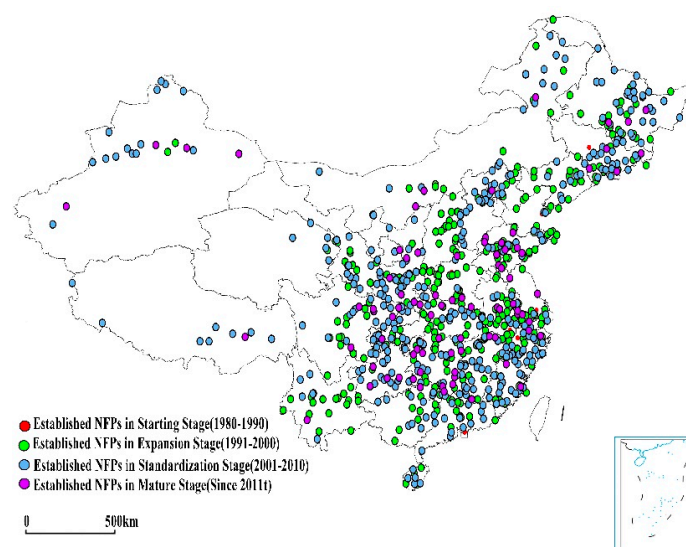 Established NFPs in Starting Stage(1980-1990)
Established NFPs in Expansion Stage(1991-2000)
Established NFPs in Standardization Stage(2001-2010)
Established NFPs in Mature Stage(Since 2011t)
0 500km